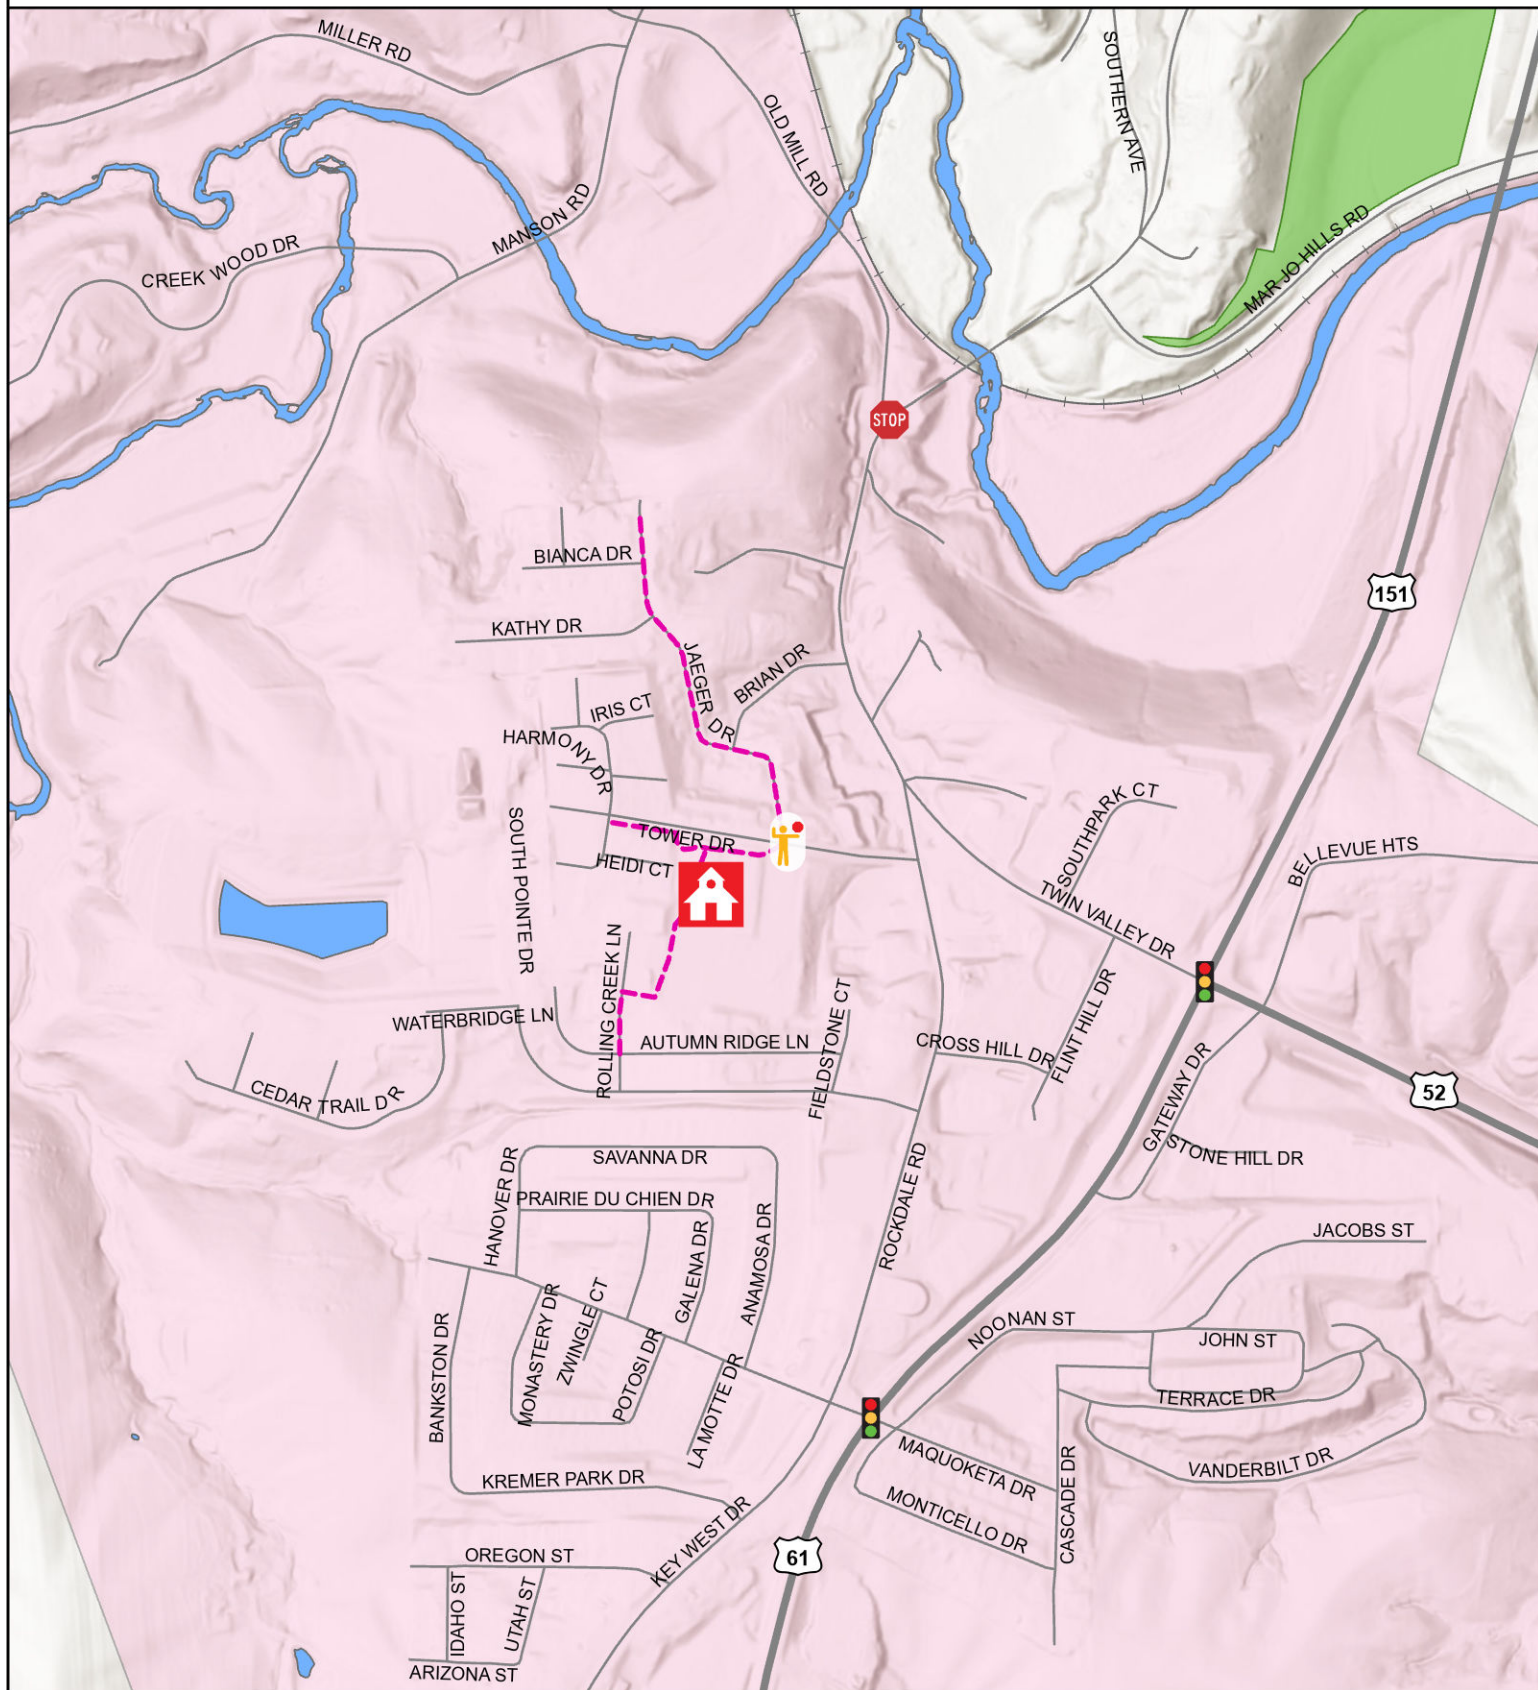 MILLER RD
SOUTHERN AVE
OLD MILL RD
MANSON RD
CREEK WOOD DR
MAR JO HILLS RD
STOP
BIANCA DR
151
KATHY DR
JAEGER DR
BRIAN DR
IRIS CT
HARMONY DR
SOUTHPARK CT
TOWER DR
HEIDI CT
BELLEVUE HTS
SOUTH POINTE DR
TWIN VALLEY DR
ROLLING CREEK LN
WATERBRIDGE LN
AUTUMN RIDGE LN
FIELDSTONE CT
CROSS HILL DR
FLINT HILL DR
CEDAR TRAIL DR
52
GATEWAY DR
STONE HILL DR
HANOVER DR
SAVANNA DR
PRAIRIE DU CHIEN DR
ROCKDALE RD
JACOBS ST
GALENA DR
ANAMOSA DR
NOONAN ST
JOHN ST
BANKSTON DR
MONASTERY DR
ZWINGLE CT
POTOSI DR
LA MOTTE DR
TERRACE DR
MAQUOKETA DR
VANDERBILT DR
KREMER PARK DR
MONTICELLO DR
CASCADE DR
KEY WEST DR
61
OREGON ST
IDAHO ST
UTAH ST
ARIZONA ST